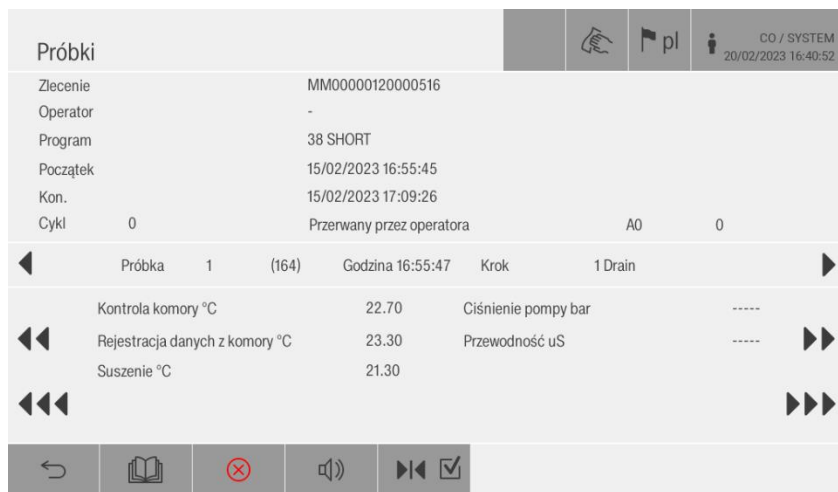 Próbki
pl
CO / SYSTEM
20/02/2023 16:40:52
Zlecenie MM00000120000516
Operator -
Program 38 SHORT
Początek 15/02/2023 16:55:45
Kon. 15/02/2023 17:09:26
Cykl 0 Przerwany przez operatora A0 0
Próbka 1 (164) Godzina 16:55:47 Krok 1 Drain
Kontrola komory °C 22.70 Ciśnienie pompy bar -----
Rejestracja danych z komory °C 23.30 Przewodność uS -----
Suszenie °C 21.30